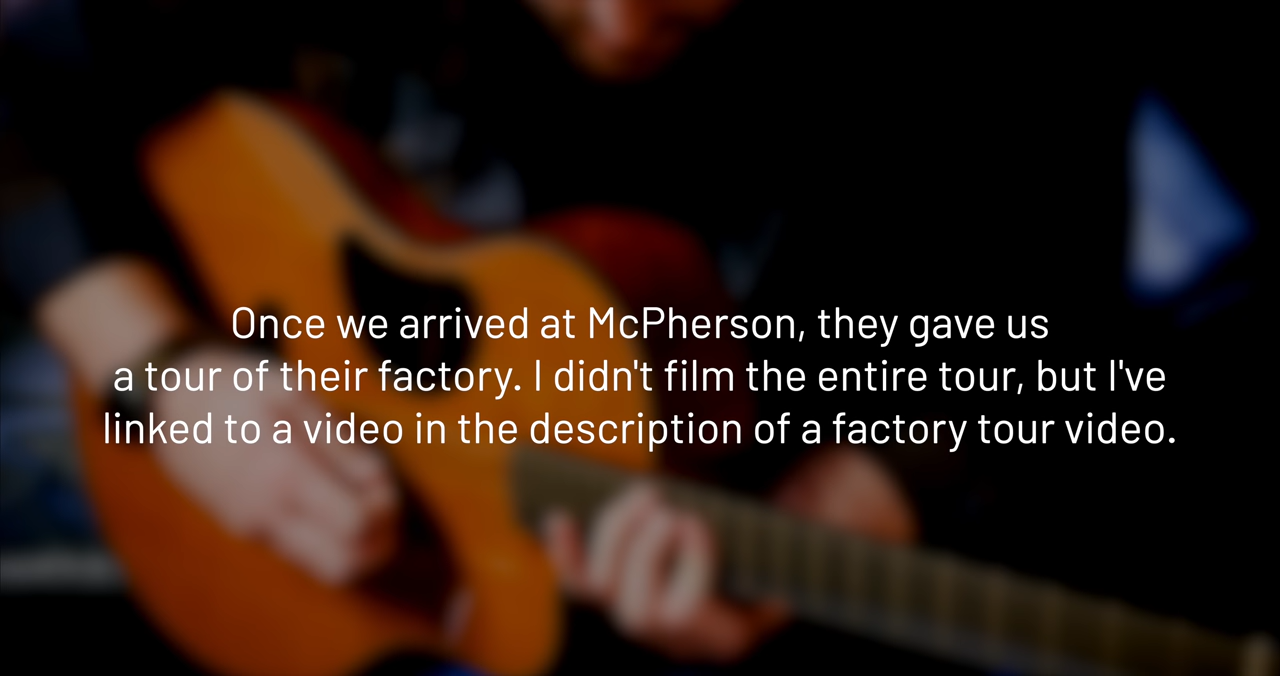 Once we arrived at McPherson, they gave us
a tour of their factory. I didn't film the entire tour, but I've
linked to a video in the description of a factory tour video.